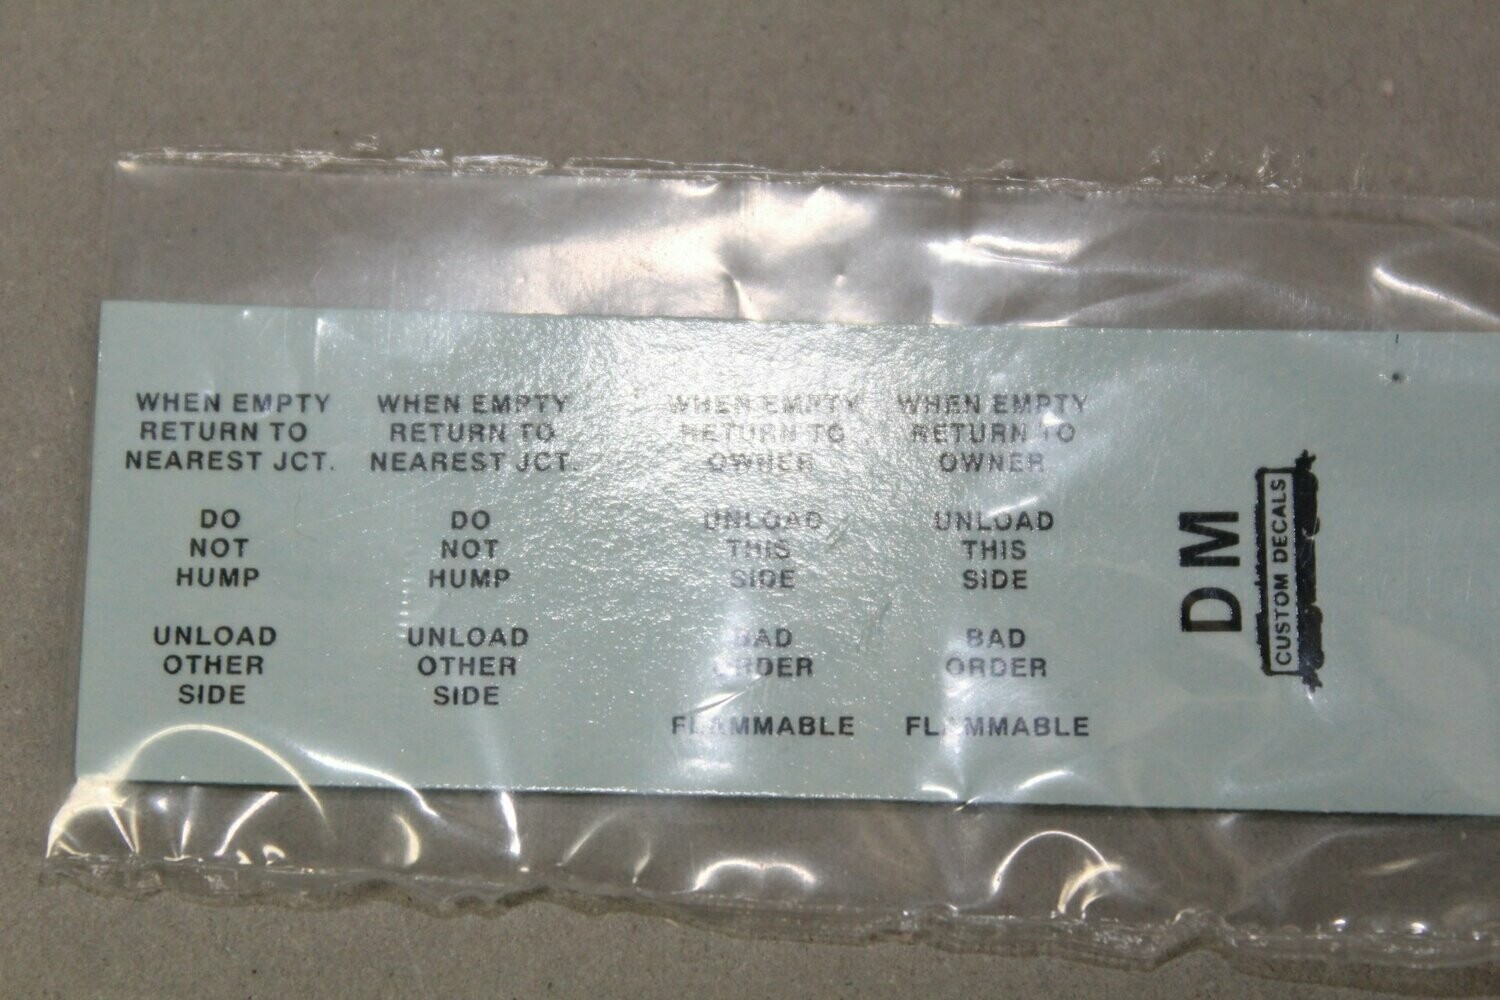 WHEN EMPTY
RETURN TO
NEAREST JCT.
DO
NOT
HUMP
UNLOAD
OTHER
SIDE
WHEN EMPTY
RETURN TO
NEAREST JCT.
DO
NOT
HUMP
UNLOAD
OTHER
SIDE
WHEN EMPTY
RETURN TO
OWNER
UNLOAD
THIS
SIDE
BAD
ORDER
FLAMMABLE
WHEN EMPTY
RETURN TO
OWNER
UNLOAD
THIS
SIDE
BAD
ORDER
FLAMMABLE
DM
CUSTOM DECALS